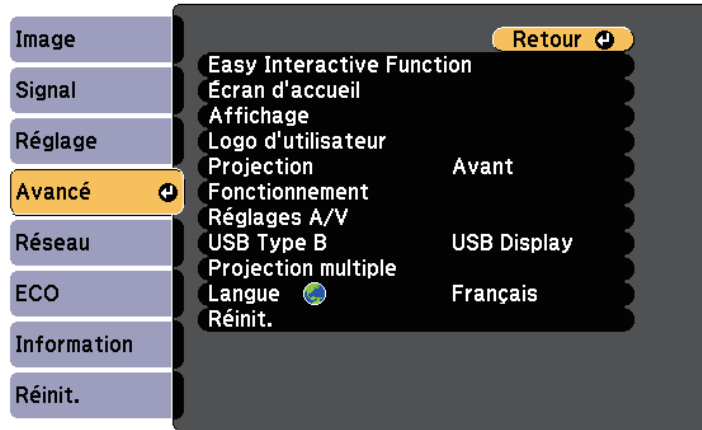 Image
Signal
Réglage
Avancé
Réseau
ECO
Information
Réinit.
Retour
Easy Interactive Function
Écran d'accueil
Affichage
Logo d'utilisateur
Projection Avant
Fonctionnement
Réglages A/V
USB Type B USB Display
Projection multiple
Langue Français
Réinit.